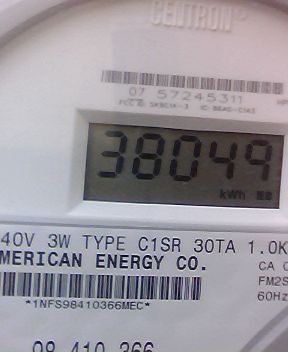 CENTRON®
07 57245311
38049
kWh
40V 3W TYPE C1SR 30TA 1.0K
MERICAN ENERGY CO.
CA
FM2S
60Hz
*1NFS98410366MEC*
98 410 366